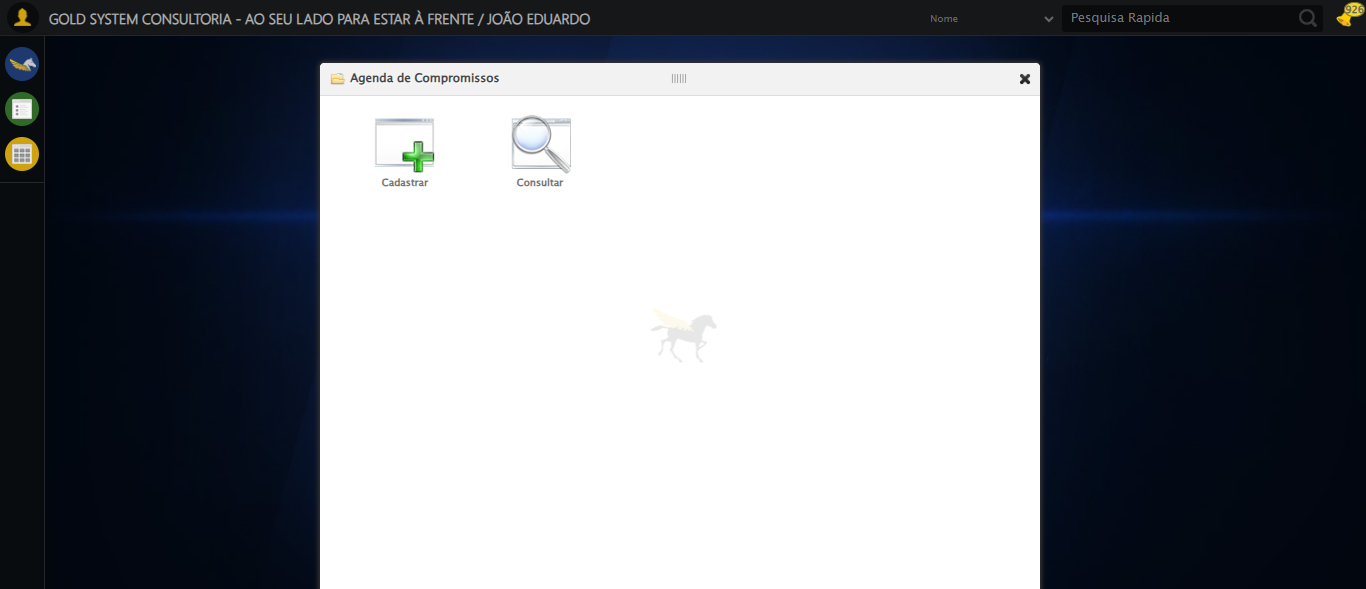 GOLD SYSTEM CONSULTORIA - AO SEU LADO PARA ESTAR À FRENTE / JOÃO EDUARDO
Nome
Pesquisa Rapida
926
Agenda de Compromissos
Cadastrar
Consultar